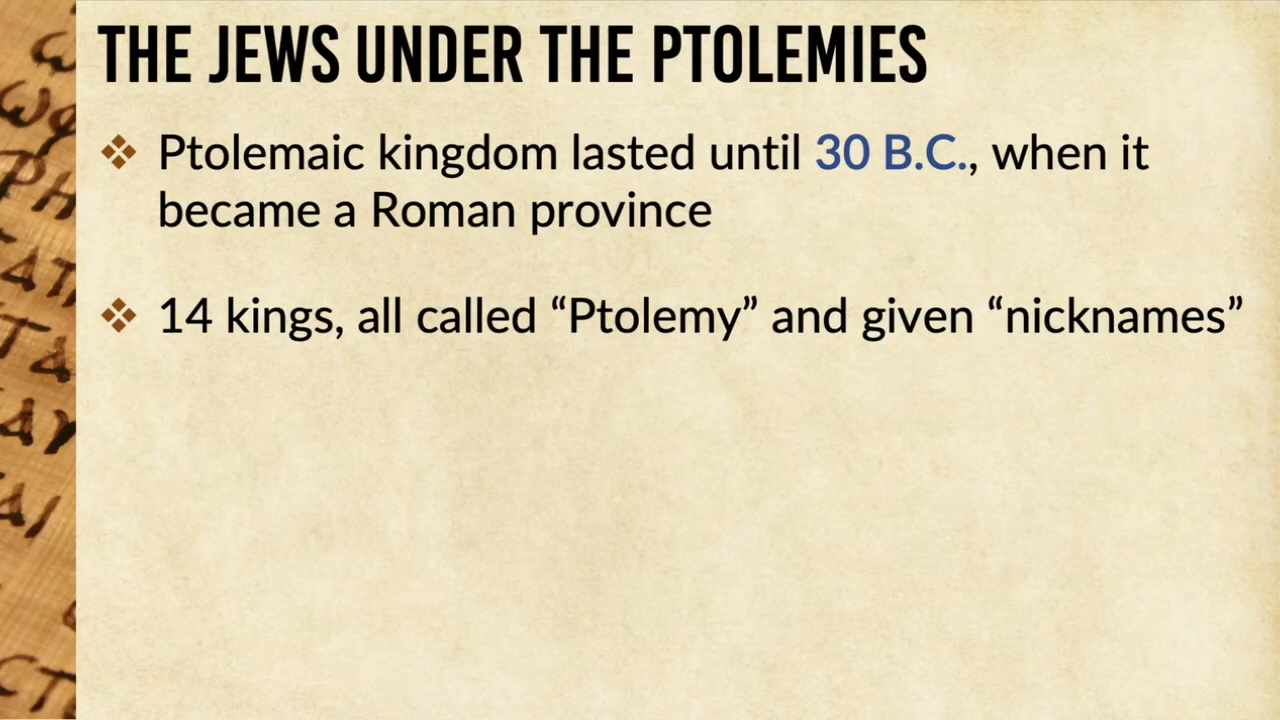 THE JEWS UNDER THE PTOLEMIES
Ptolemaic kingdom lasted until 30 B.C., when it
became a Roman province
14 kings, all called “Ptolemy” and given “nicknames”